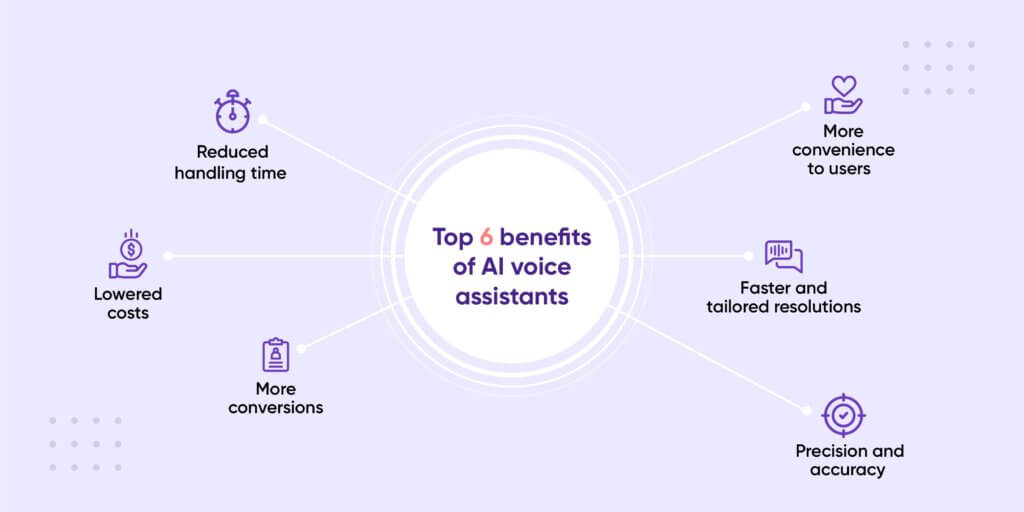 Top 6 benefits
of AI voice
assistants
Reduced
handling time
Lowered
costs
More
conversions
More
convenience
to users
Faster and
tailored resolutions
Precision and
accuracy